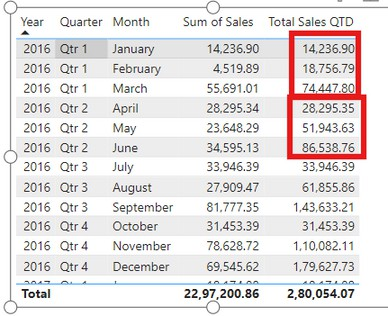 Year Quarter Month Sum of Sales Total Sales QTD
2016 Qtr 1 January 14,236.90 14,236.90
2016 Qtr 1 February 4,519.89 18,756.79
2016 Qtr 1 March 55,691.01 74,447.80
2016 Qtr 2 April 28,295.34 28,295.35
2016 Qtr 2 May 23,648.29 51,943.63
2016 Qtr 2 June 34,595.13 86,538.76
2016 Qtr 3 July 33,946.39 33,946.39
2016 Qtr 3 August 27,909.47 61,855.86
2016 Qtr 3 September 81,777.35 1,43,633.21
2016 Qtr 4 October 31,453.39 31,453.39
2016 Qtr 4 November 78,628.72 1,10,082.11
2016 Qtr 4 December 69,545.62 1,79,627.73
Total 22,97,200.86 2,80,054.07